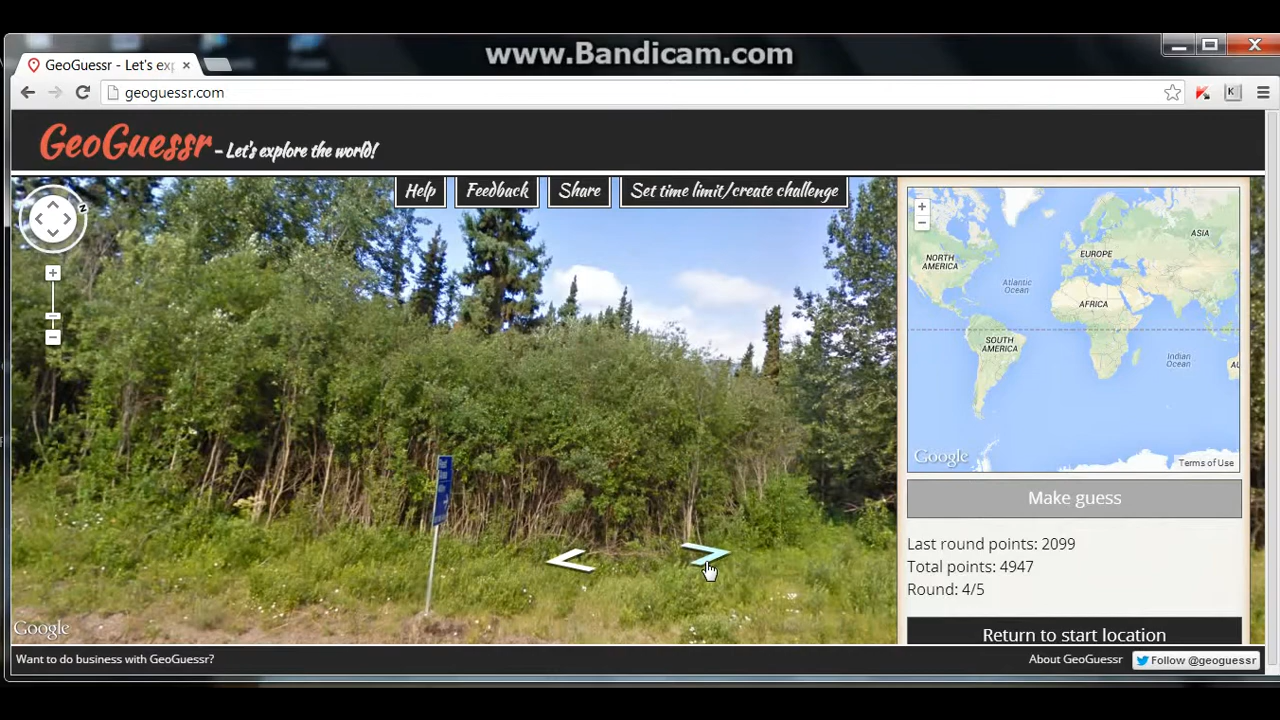 www.Bandicam.com
GeoGuessr - Let's exp
geoguessr.com
GeoGuessr - Let's explore the world!
Help
Feedback
Share
Set time limit/create challenge
NORTH AMERICA
Atlantic Ocean
EUROPE
ASIA
AFRICA
SOUTH AMERICA
Indian Ocean
AU
Google
Terms of Use
Make guess
Last round points: 2099
Total points: 4947
Round: 4/5
Return to start location
Google
Want to do business with GeoGuessr?
About GeoGuessr
Follow @geoguessr